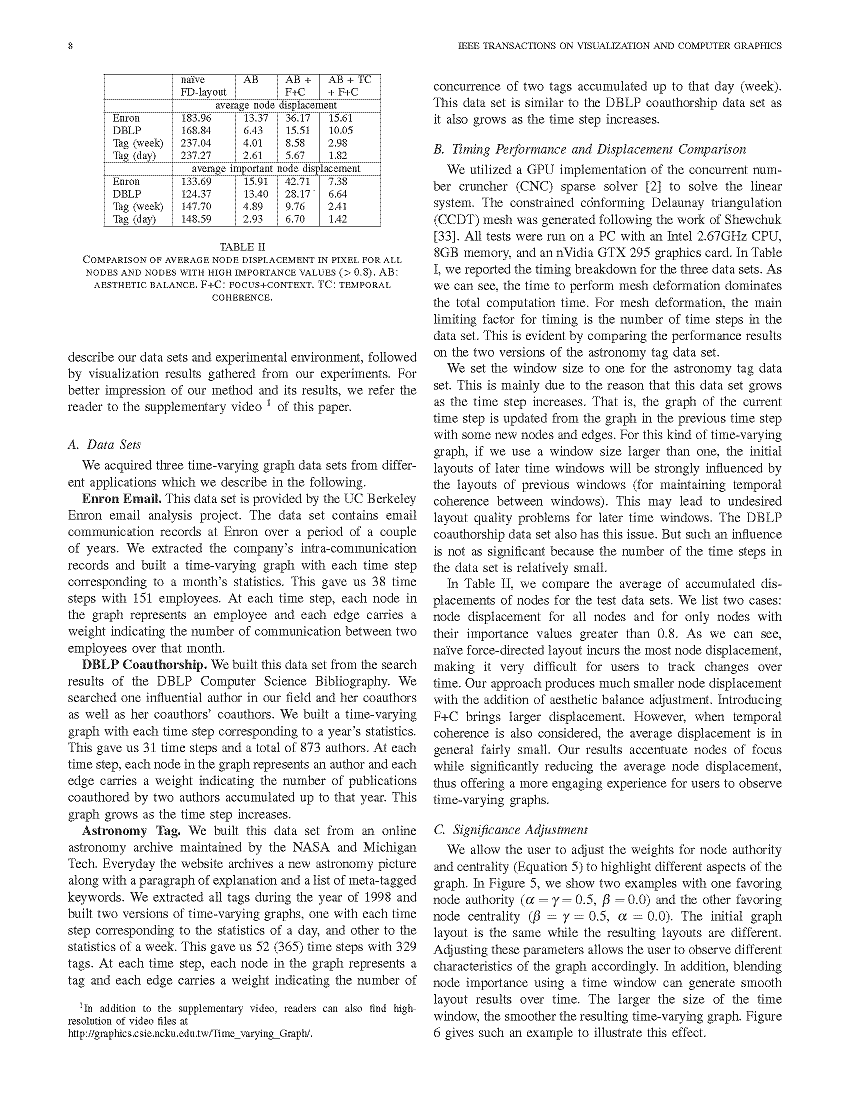 8
IEEE TRANSACTIONS ON VISUALIZATION AND COMPUTER GRAPHICS
naïve AB AB + AB + TC
FD-layout F+C + F+C
average node displacement
Enron 183.96 13.37 36.17 15.61
DBLP 168.84 6.43 15.51 10.05
Tag (week) 237.04 4.01 8.58 2.98
Tag (day) 237.27 2.61 5.67 1.82
average important node displacement
Enron 133.69 15.91 42.71 7.38
DBLP 124.37 13.40 28.17 6.64
Tag (week) 147.70 4.89 9.76 2.41
Tag (day) 148.59 2.93 6.70 1.42
TABLE II
COMPARISON OF AVERAGE NODE DISPLACEMENT IN PIXEL FOR ALL
NODES AND NODES WITH HIGH IMPORTANCE VALUES (> 0.8). AB:
AESTHETIC BALANCE. F+C: FOCUS+CONTEXT. TC: TEMPORAL
COHERENCE.
describe our data sets and experimental environment, followed
by visualization results gathered from our experiments. For
better impression of our method and its results, we refer the
reader to the supplementary video 1 of this paper.
A. Data Sets
We acquired three time-varying graph data sets from differ-
ent applications which we describe in the following.
Enron Email. This data set is provided by the UC Berkeley
Enron email analysis project. The data set contains email
communication records at Enron over a period of a couple
of years. We extracted the company's intra-communication
records and built a time-varying graph with each time step
corresponding to a month's statistics. This gave us 38 time
steps with 151 employees. At each time step, each node in
the graph represents an employee and each edge carries a
weight indicating the number of communication between two
employees over that month.
DBLP Coauthorship. We built this data set from the search
results of the DBLP Computer Science Bibliography. We
searched one influential author in our field and her coauthors
as well as her coauthors' coauthors. We built a time-varying
graph with each time step corresponding to a year's statistics.
This gave us 31 time steps and a total of 873 authors. At each
time step, each node in the graph represents an author and each
edge carries a weight indicating the number of publications
coauthored by two authors accumulated up to that year. This
graph grows as the time step increases.
Astronomy Tag. We built this data set from an online
astronomy archive maintained by the NASA and Michigan
Tech. Everyday the website archives a new astronomy picture
along with a paragraph of explanation and a list of meta-tagged
keywords. We extracted all tags during the year of 1998 and
built two versions of time-varying graphs, one with each time
step corresponding to the statistics of a day, and other to the
statistics of a week. This gave us 52 (365) time steps with 329
tags. At each time step, each node in the graph represents a
tag and each edge carries a weight indicating the number of
1In addition to the supplementary video, readers can also find high-
resolution of video files at
http://graphics.csie.ncku.edu.tw/Time_varying_Graph/.
concurrence of two tags accumulated up to that day (week).
This data set is similar to the DBLP coauthorship data set as
it also grows as the time step increases.
B. Timing Performance and Displacement Comparison
We utilized a GPU implementation of the concurrent num-
ber cruncher (CNC) sparse solver [2] to solve the linear
system. The constrained conforming Delaunay triangulation
(CCDT) mesh was generated following the work of Shewchuk
[33]. All tests were run on a PC with an Intel 2.67GHz CPU,
8GB memory, and an nVidia GTX 295 graphics card. In Table
I, we reported the timing breakdown for the three data sets. As
we can see, the time to perform mesh deformation dominates
the total computation time. For mesh deformation, the main
limiting factor for timing is the number of time steps in the
data set. This is evident by comparing the performance results
on the two versions of the astronomy tag data set.
We set the window size to one for the astronomy tag data
set. This is mainly due to the reason that this data set grows
as the time step increases. That is, the graph of the current
time step is updated from the graph in the previous time step
with some new nodes and edges. For this kind of time-varying
graph, if we use a window size larger than one, the initial
layouts of later time windows will be strongly influenced by
the layouts of previous windows (for maintaining temporal
coherence between windows). This may lead to undesired
layout quality problems for later time windows. The DBLP
coauthorship data set also has this issue. But such an influence
is not as significant because the number of the time steps in
the data set is relatively small.
In Table II, we compare the average of accumulated dis-
placements of nodes for the test data sets. We list two cases:
node displacement for all nodes and for only nodes with
their importance values greater than 0.8. As we can see,
naïve force-directed layout incurs the most node displacement,
making it very difficult for users to track changes over
time. Our approach produces much smaller node displacement
with the addition of aesthetic balance adjustment. Introducing
F+C brings larger displacement. However, when temporal
coherence is also considered, the average displacement is in
general fairly small. Our results accentuate nodes of focus
while significantly reducing the average node displacement,
thus offering a more engaging experience for users to observe
time-varying graphs.
C. Significance Adjustment
We allow the user to adjust the weights for node authority
and centrality (Equation 5) to highlight different aspects of the
graph. In Figure 5, we show two examples with one favoring
node authority (α = γ = 0.5, β = 0.0) and the other favoring
node centrality (β = γ = 0.5, α = 0.0). The initial graph
layout is the same while the resulting layouts are different.
Adjusting these parameters allows the user to observe different
characteristics of the graph accordingly. In addition, blending
node importance using a time window can generate smooth
layout results over time. The larger the size of the time
window, the smoother the resulting time-varying graph. Figure
6 gives such an example to illustrate this effect.